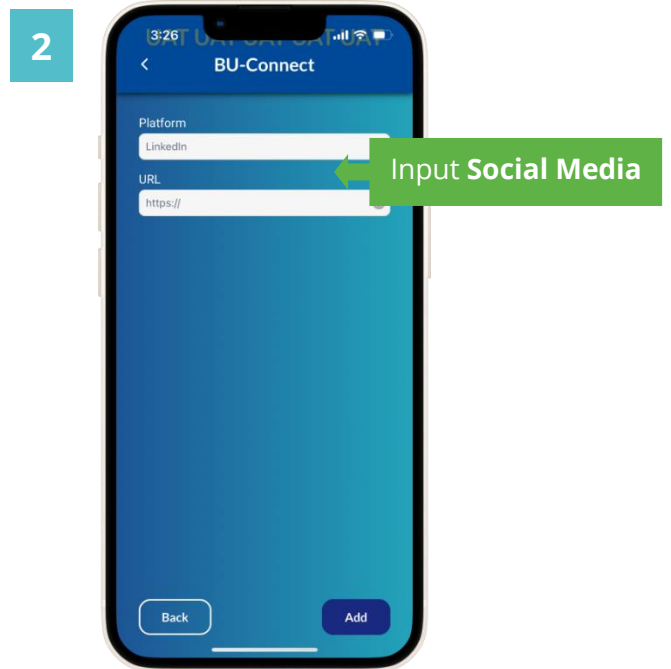 2
3:26
UAT UAT UAT UAT UAT
BU-Connect
Platform
LinkedIn
Input Social Media
URL
https://
Back
Add